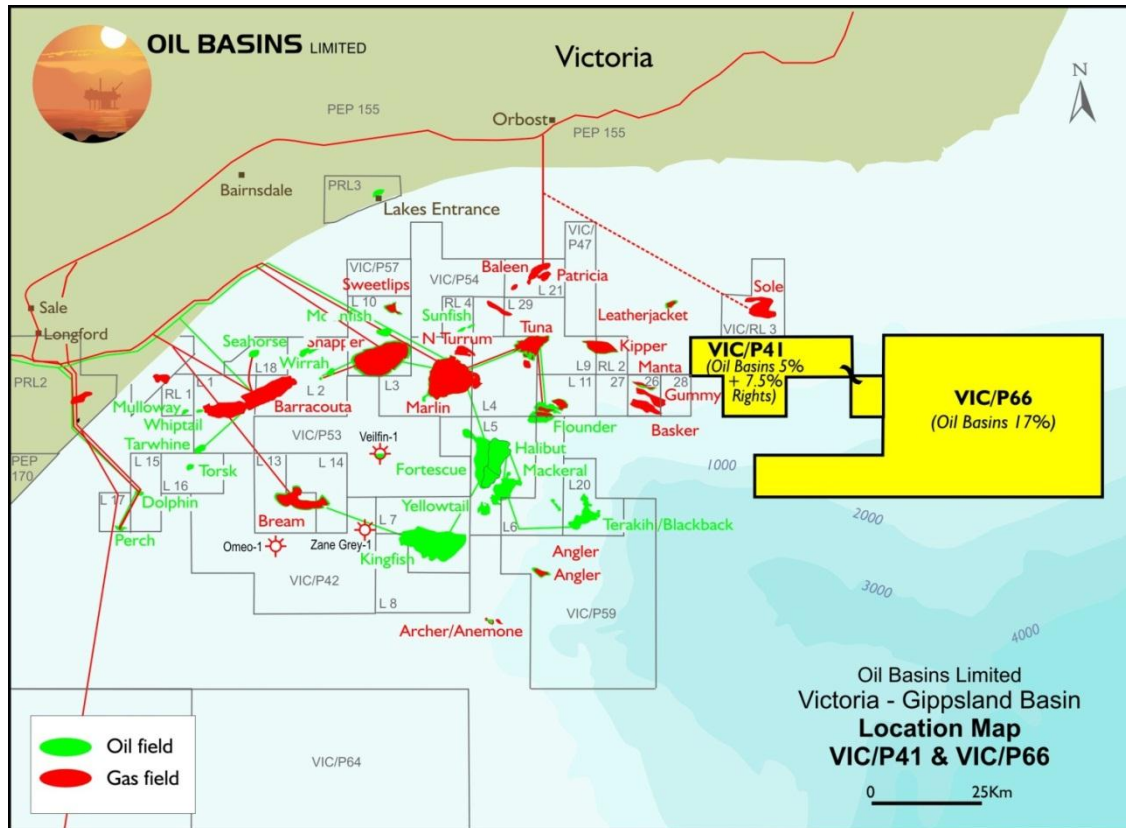 OIL BASINS LIMITED
Victoria
N
PEP 155
Orbost
PEP 155
Bairnsdale
PRL3
Lakes Entrance
VIC/
P47
VIC/P57
VIC/P54
Baleen
Patricia
Sweetlips
L 21
Sole
Sale
L 10
RL 4
L 29
Leatherjacket
Sunfish
VIC/RL 3
Longford
Seahorse
Snapper
N Turrum
Tuna
Kipper
VIC/P41
(Oil Basins 5%
+ 7.5%
Rights)
Wirrah
L18
L9
RL 2
Manta
PRL2
L 1
RL 1
L 2
L3
L 11
27
26
28
Gummy
VIC/P66
(Oil Basins 17%)
Mulloway
Barracouta
Marlin
L4
Whiptail
Flounder
Basker
Tarwhine
VIC/P53
Veilfin-1
L5
Halibut
PEP
170
L 15
Torsk
L 13
L 14
Fortescue
Mackeral
1000
L 16
L20
L 17
Dolphin
Yellowtail
2000
Bream
L 7
L6
Terakihi/Blackback
Perch
Omeo-1
Zane Grey-1
Kingfish
Angler
Angler
VIC/P42
3000
L 8
VIC/P59
Archer/Anemone
4000
Oil Basins Limited
Victoria - Gippsland Basin
Location Map
VIC/P41 & VIC/P66
0 25Km
Oil field
Gas field
VIC/P64